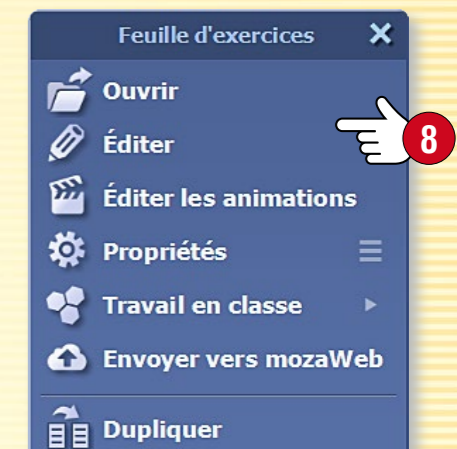 Feuille d'exercices
Ouvrir
8
Éditer
Éditer les animations
Propriétés
Travail en classe
Envoyer vers mozaWeb
Dupliquer